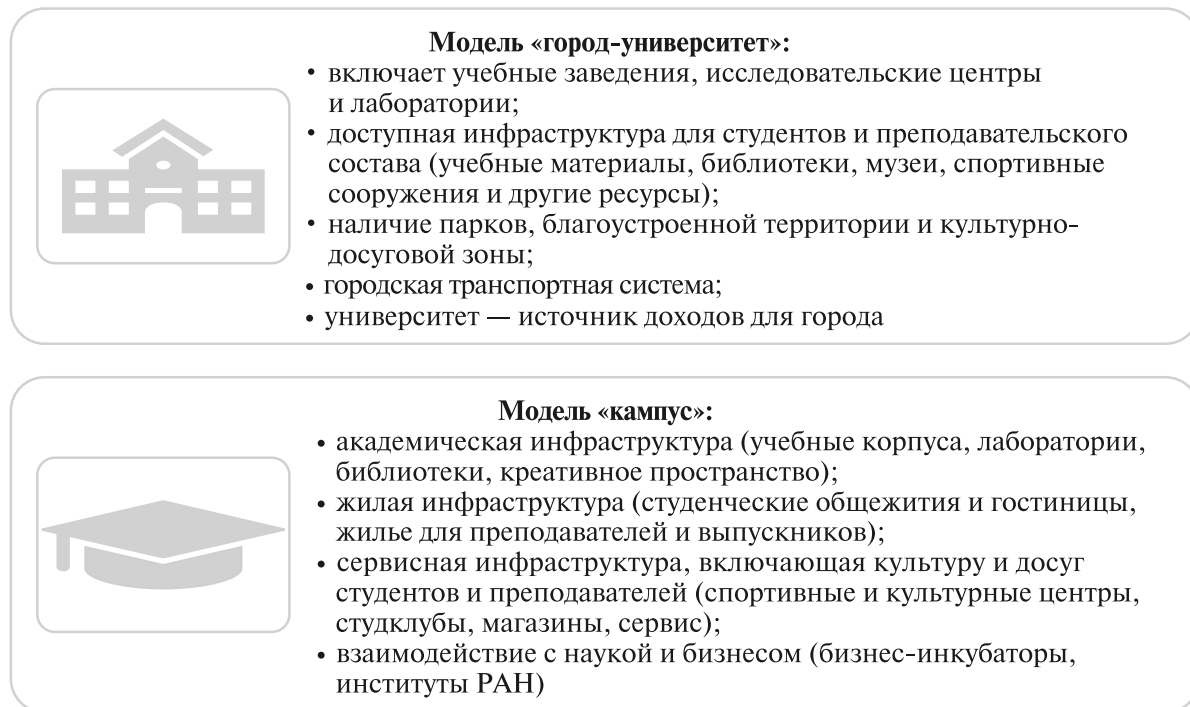 Модель «город-университет»:
• включает учебные заведения, исследовательские центры
и лаборатории;
• доступная инфраструктура для студентов и преподавательского
состава (учебные материалы, библиотеки, музеи, спортивные
сооружения и другие ресурсы);
• наличие парков, благоустроенной территории и культурно-
досуговой зоны;
• городская транспортная система;
• университет — источник доходов для города
Модель «кампус»:
• академическая инфраструктура (учебные корпуса, лаборатории,
библиотеки, креативное пространство);
• жилая инфраструктура (студенческие общежития и гостиницы,
жилье для преподавателей и выпускников);
• сервисная инфраструктура, включающая культуру и досуг
студентов и преподавателей (спортивные и культурные центры,
студклубы, магазины, сервис);
• взаимодействие с наукой и бизнесом (бизнес-инкубаторы,
институты РАН)